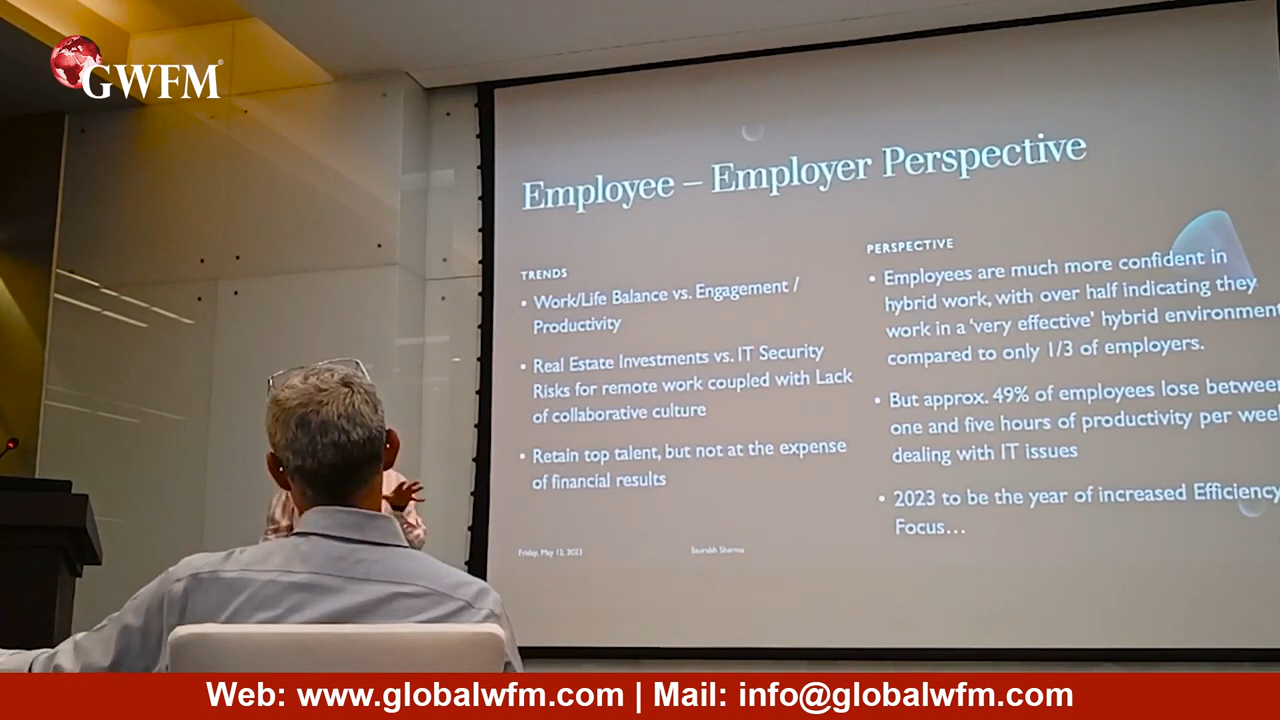 GWFM®
Employee – Employer Perspective
TRENDS
• Work/Life Balance vs. Engagement /
Productivity
• Real Estate Investments vs. IT Security
Risks for remote work coupled with Lack
of collaborative culture
• Retain top talent, but not at the expense
of financial results
PERSPECTIVE
• Employees are much more confident in
hybrid work, with over half indicating they
work in a ‘very effective’ hybrid environment
compared to only 1/3 of employers.
• But approx. 49% of employees lose between
one and five hours of productivity per wee
dealing with IT issues
• 2023 to be the year of increased Efficiency
Focus…
Friday, May 12, 2023
Sourabh Sharma
Web: www.globalwfm.com | Mail: info@globalwfm.com